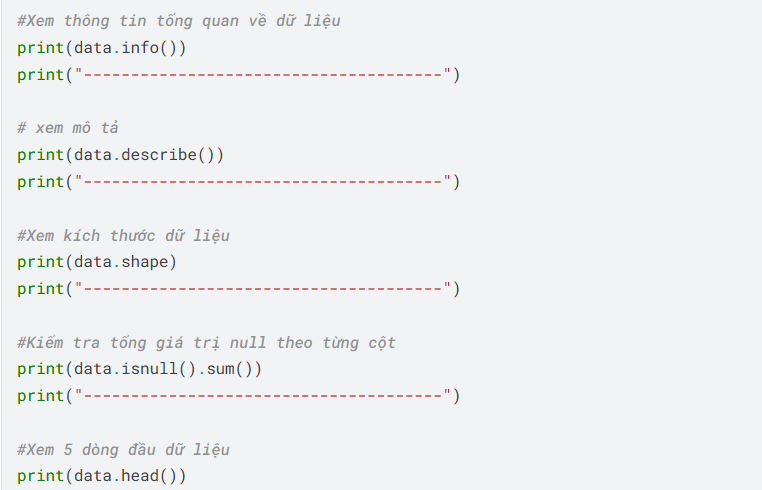 #Xem thông tin tổng quan về dữ liệu
print(data.info())
print("--------------------------------------")
# xem mô tả
print(data.describe())
print("--------------------------------------")
#Xem kích thước dữ liệu
print(data.shape)
print("--------------------------------------")
#Kiểm tra tổng giá trị null theo từng cột
print(data.isnull().sum())
print("--------------------------------------")
#Xem 5 dòng đầu dữ liệu
print(data.head())